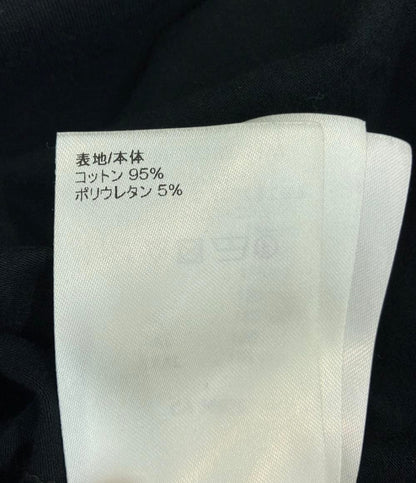 表地/本体
コットン 95%
ポリウレタン 5%